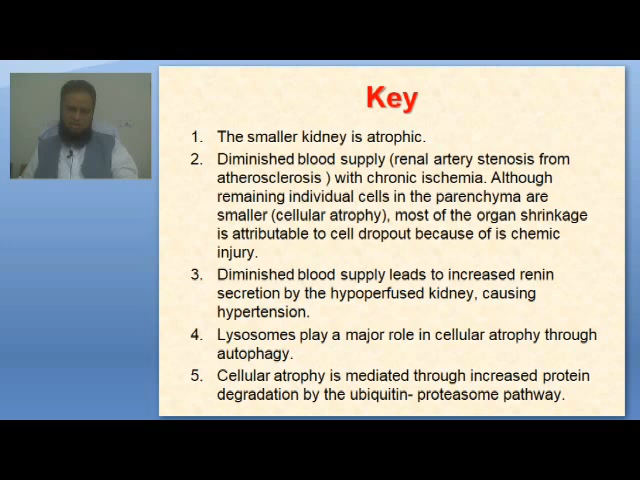 Key
1. The smaller kidney is atrophic.
2. Diminished blood supply (renal artery stenosis from
atherosclerosis ) with chronic ischemia. Although
remaining individual cells in the parenchyma are
smaller (cellular atrophy), most of the organ shrinkage
is attributable to cell dropout because of is chemic
injury.
3. Diminished blood supply leads to increased renin
secretion by the hypoperfused kidney, causing
hypertension.
4. Lysosomes play a major role in cellular atrophy through
autophagy.
5. Cellular atrophy is mediated through increased protein
degradation by the ubiquitin- proteasome pathway.